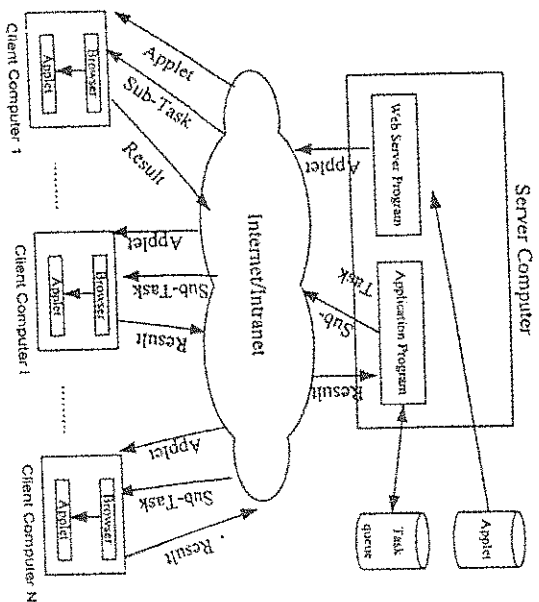 Server Computer
Web Server Program
Application Program
Applet
Task
queue
Applet
Sub-
Task
Result
Internet/Intranet
Applet
Sub-Task
Result
Applet
Sub-Task
Result
Applet
Sub-Task
Result
Browser
Applet
Client Computer 1
........
Browser
Applet
Client Computer i
........
Browser
Applet
Client Computer N